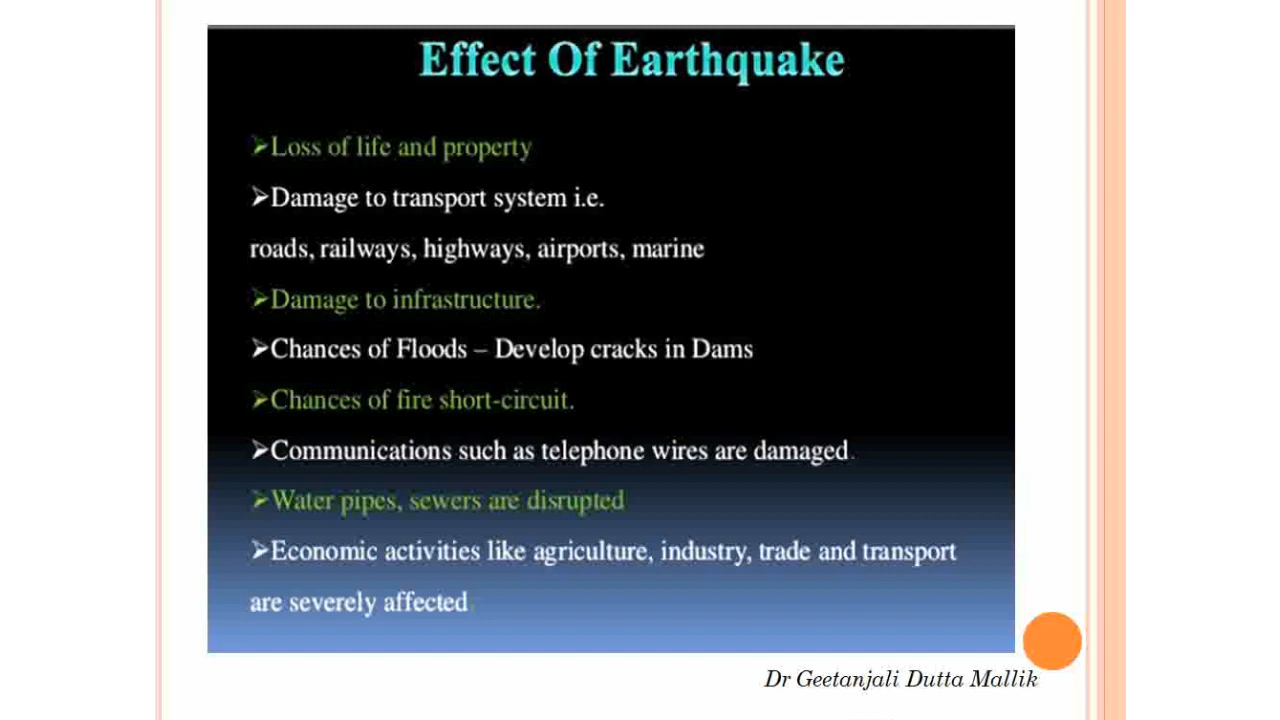 Effect Of Earthquake
➢Loss of life and property
➢Damage to transport system i.e.
roads, railways, highways, airports, marine
➢Damage to infrastructure.
➢Chances of Floods – Develop cracks in Dams
➢Chances of fire short-circuit.
➢Communications such as telephone wires are damaged.
➢Water pipes, sewers are disrupted
➢Economic activities like agriculture, industry, trade and transport
are severely affected
Dr Geetanjali Dutta Mallik